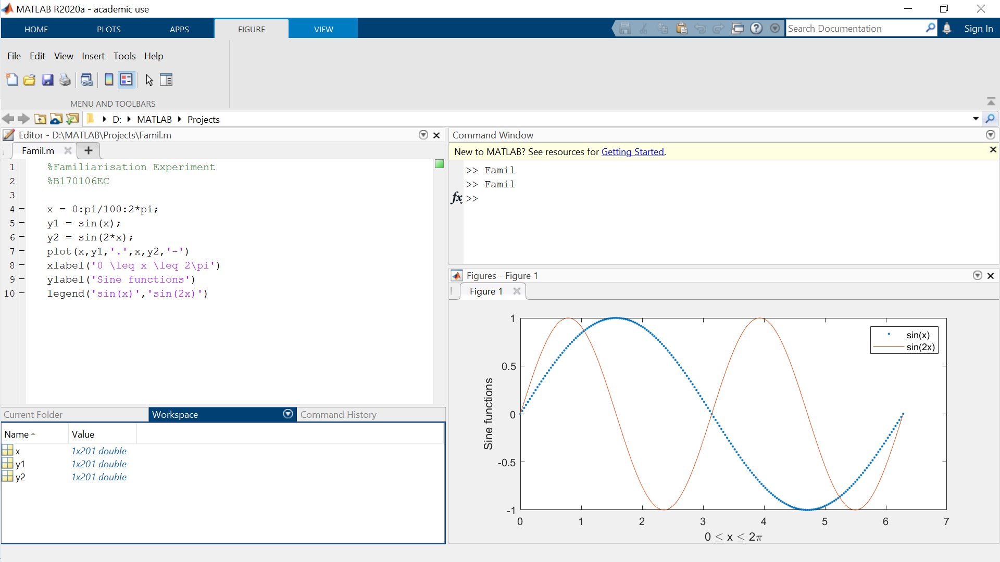 MATLAB R2020a - academic use
HOME PLOTS APPS FIGURE VIEW Search Documentation Sign In
File Edit View Insert Tools Help
MENU AND TOOLBARS
D: MATLAB Projects
Editor - D:\MATLAB\Projects\Famil.m
Famil.m +
1 %Familiarisation Experiment
2 %B170106EC
3
4 - x = 0:pi/100:2*pi;
5 - y1 = sin(x);
6 - y2 = sin(2*x);
7 - plot(x,y1,'.',x,y2,'-')
8 - xlabel('0 \leq x \leq 2\pi')
9 - ylabel('Sine functions')
10 - legend('sin(x)','sin(2x)')
Current Folder Workspace Command History
Name Value
x 1x201 double
y1 1x201 double
y2 1x201 double
Command Window
New to MATLAB? See resources for Getting Started.
>> Famil
>> Famil
fx >>
Figures - Figure 1
Figure 1
sin(x)
sin(2x)
1
0.5
0
-0.5
-1
Sine functions
0 1 2 3 4 5 6 7
0 ≤ x ≤ 2π